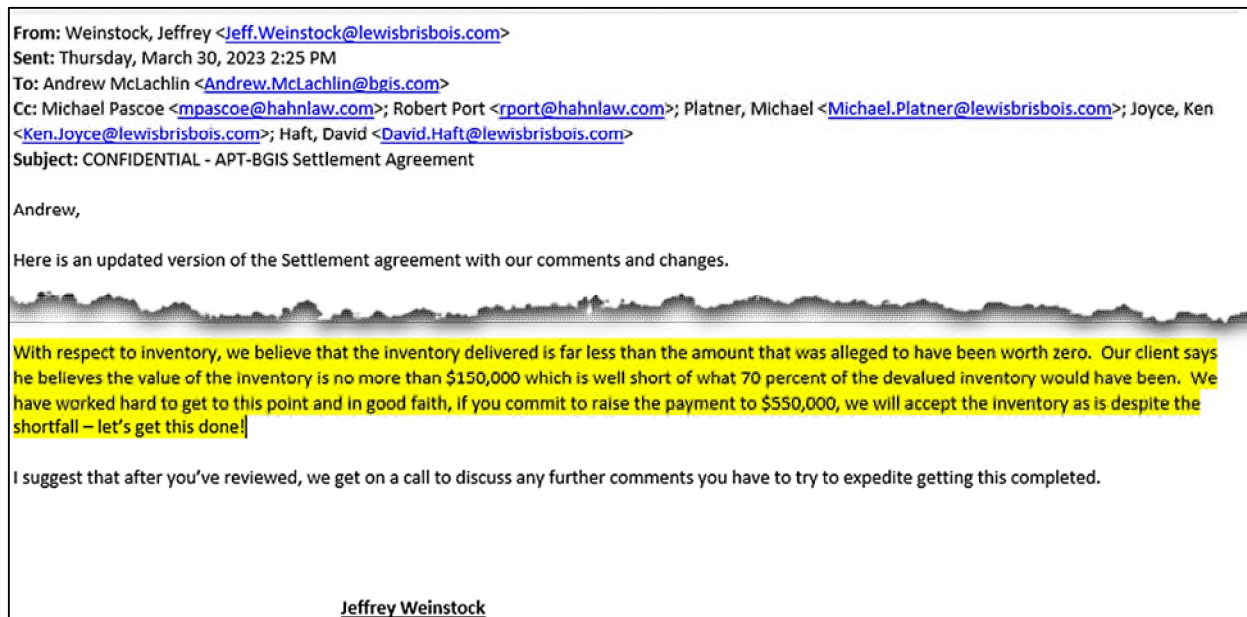 From: Weinstock, Jeffrey <Jeff.Weinstock@lewisbrisbois.com>
Sent: Thursday, March 30, 2023 2:25 PM
To: Andrew McLachlin <Andrew.McLachlin@bgis.com>
Cc: Michael Pascoe <mpascoe@hahnlaw.com>; Robert Port <rport@hahnlaw.com>; Platner, Michael <Michael.Platner@lewisbrisbois.com>; Joyce, Ken
<Ken.Joyce@lewisbrisbois.com>; Haft, David <David.Haft@lewisbrisbois.com>
Subject: CONFIDENTIAL - APT-BGIS Settlement Agreement
Andrew,
Here is an updated version of the Settlement agreement with our comments and changes.
With respect to inventory, we believe that the inventory delivered is far less than the amount that was alleged to have been worth zero.  Our client says
he believes the value of the inventory is no more than $150,000 which is well short of what 70 percent of the devalued inventory would have been.  We
have worked hard to get to this point and in good faith, if you commit to raise the payment to $550,000, we will accept the inventory as is despite the
shortfall – let's get this done!
I suggest that after you've reviewed, we get on a call to discuss any further comments you have to try to expedite getting this completed.
Jeffrey Weinstock